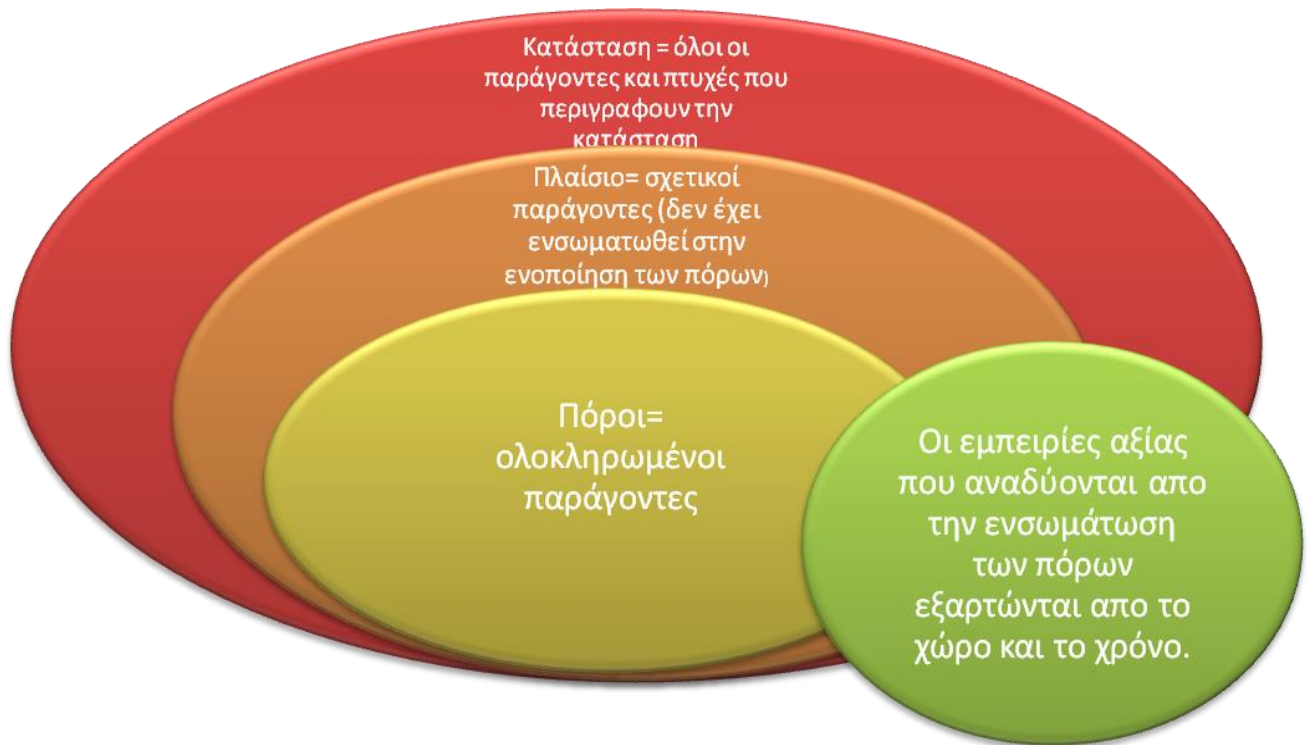 Κατάσταση = όλοι οι
παράγοντες και πτυχές που
περιγραφουν την
κατάσταση
Πλαίσιο= σχετικοί
παράγοντες (δεν έχει
ενσωματωθεί στην
ενοποίηση των πόρων)
Πόροι=
ολοκληρωμένοι
παράγοντες
Οι εμπειρίες αξίας
που αναδύονται απο
την ενσωμάτωση
των πόρων
εξαρτώνται απο το
χώρο και το χρόνο.